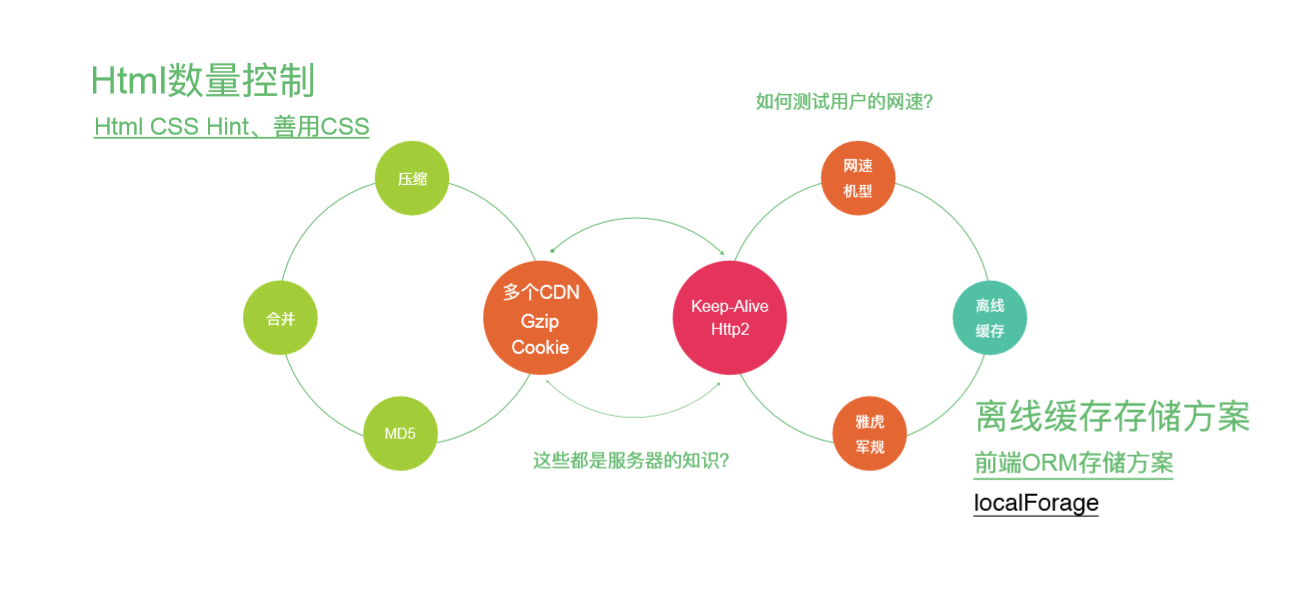 Html数量控制
Html CSS Hint、善用CSS
如何测试用户的网速?
压缩
网速
机型
合并
多个CDN
Gzip
Cookie
Keep-Alive
Http2
离线
缓存
MD5
雅虎
军规
这些都是服务器的知识?
离线缓存存储方案
前端ORM存储方案
localForage